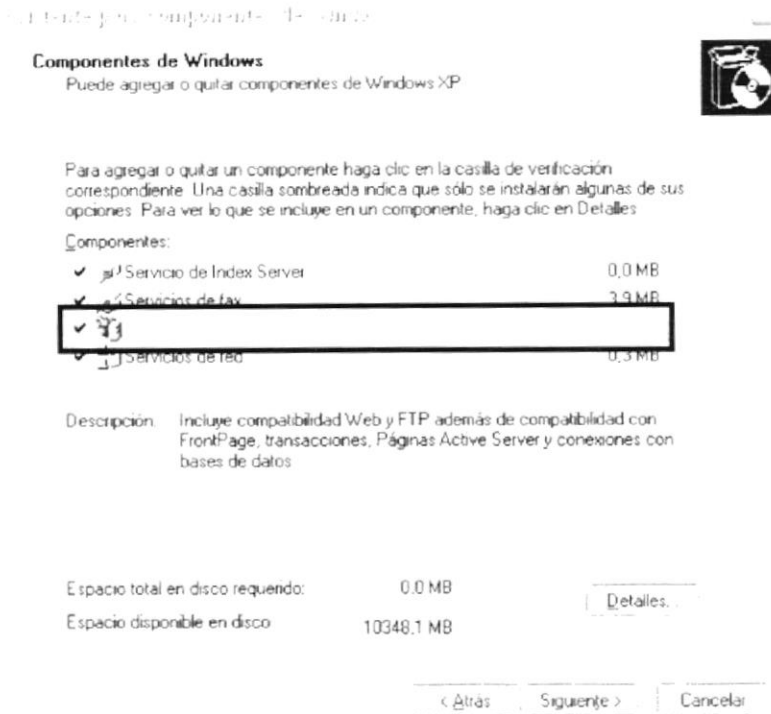 componentes de
Componentes de Windows
Puede agregar o quitar componentes de Windows XP
Para agregar o quitar un componente haga clic en la casilla de verificación
correspondiente. Una casilla sombreada indica que sólo se instalarán algunas de sus
opciones. Para ver lo que se incluye en un componente, haga clic en Detalles
Componentes:
Servicio de Index Server 0,0 MB
Servicios de fax 3,9 MB
Servicios de red 0,3 MB
Descripción: Incluye compatibilidad Web y FTP además de compatibilidad con
FrontPage, transacciones, Páginas Active Server y conexiones con
bases de datos
Espacio total en disco requerido: 0.0 MB
Detalles...
Espacio disponible en disco 10348.1 MB
< Atrás Siguiente > Cancelar